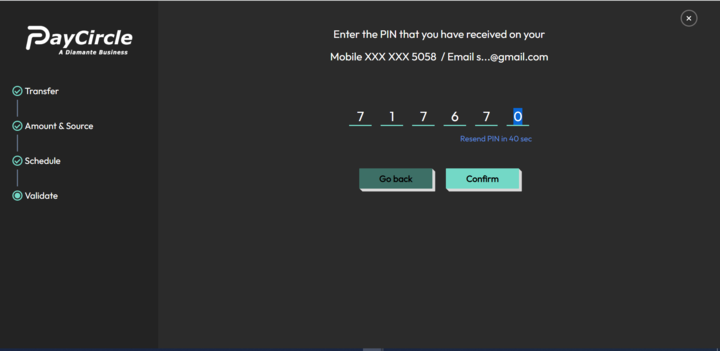 PayCircle
A Diamante Business
Transfer
Amount & Source
Schedule
Validate
Enter the PIN that you have received on your
Mobile XXX XXX 5058 / Email s...@gmail.com
7 1 7 6 7 0
Resend PIN in 40 sec
Go back
Confirm